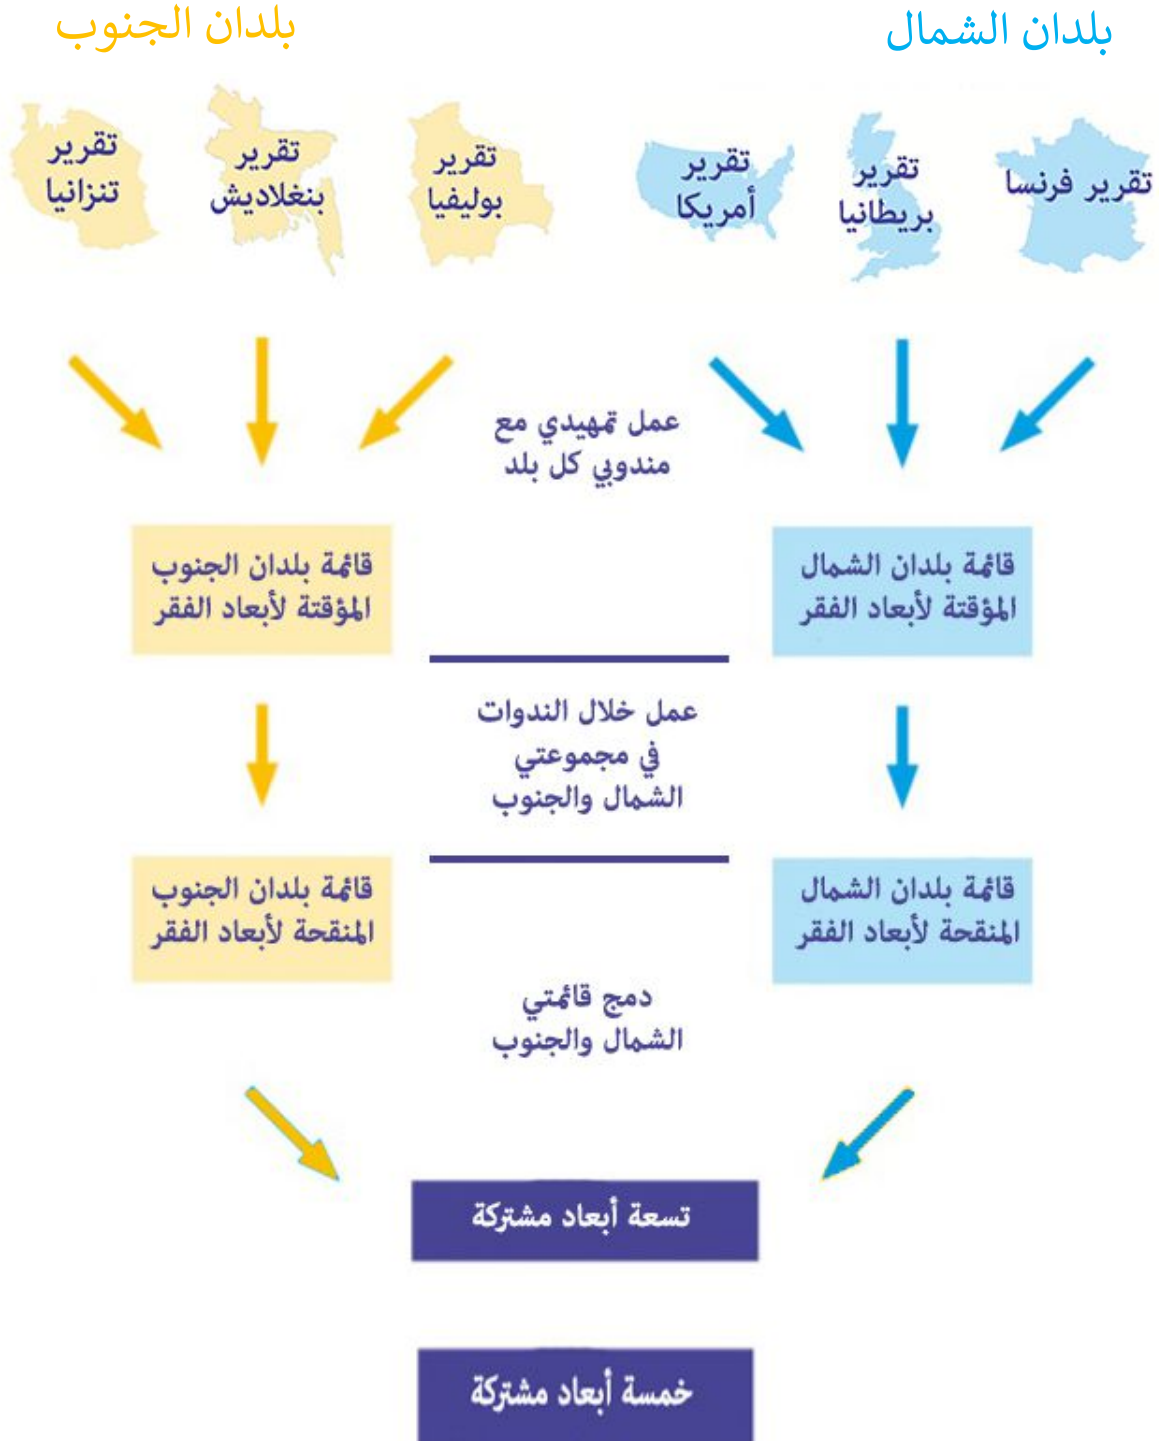 بلدان الشمال
بلدان الجنوب
تقرير فرنسا
تقرير
بريطانيا
تقرير
أمريكا
تقرير
بوليفيا
تقرير
بنغلاديش
تقرير
تنزانيا
عمل تمهيدي مع
مندوبي كل بلد
قائمة بلدان الشمال
المؤقتة لأبعاد الفقر
قائمة بلدان الجنوب
المؤقتة لأبعاد الفقر
عمل خلال الندوات
في مجموعتي
الشمال والجنوب
قائمة بلدان الشمال
المنقحة لأبعاد الفقر
قائمة بلدان الجنوب
المنقحة لأبعاد الفقر
دمج قائمتي
الشمال والجنوب
تسعة أبعاد مشتركة
خمسة أبعاد مشتركة